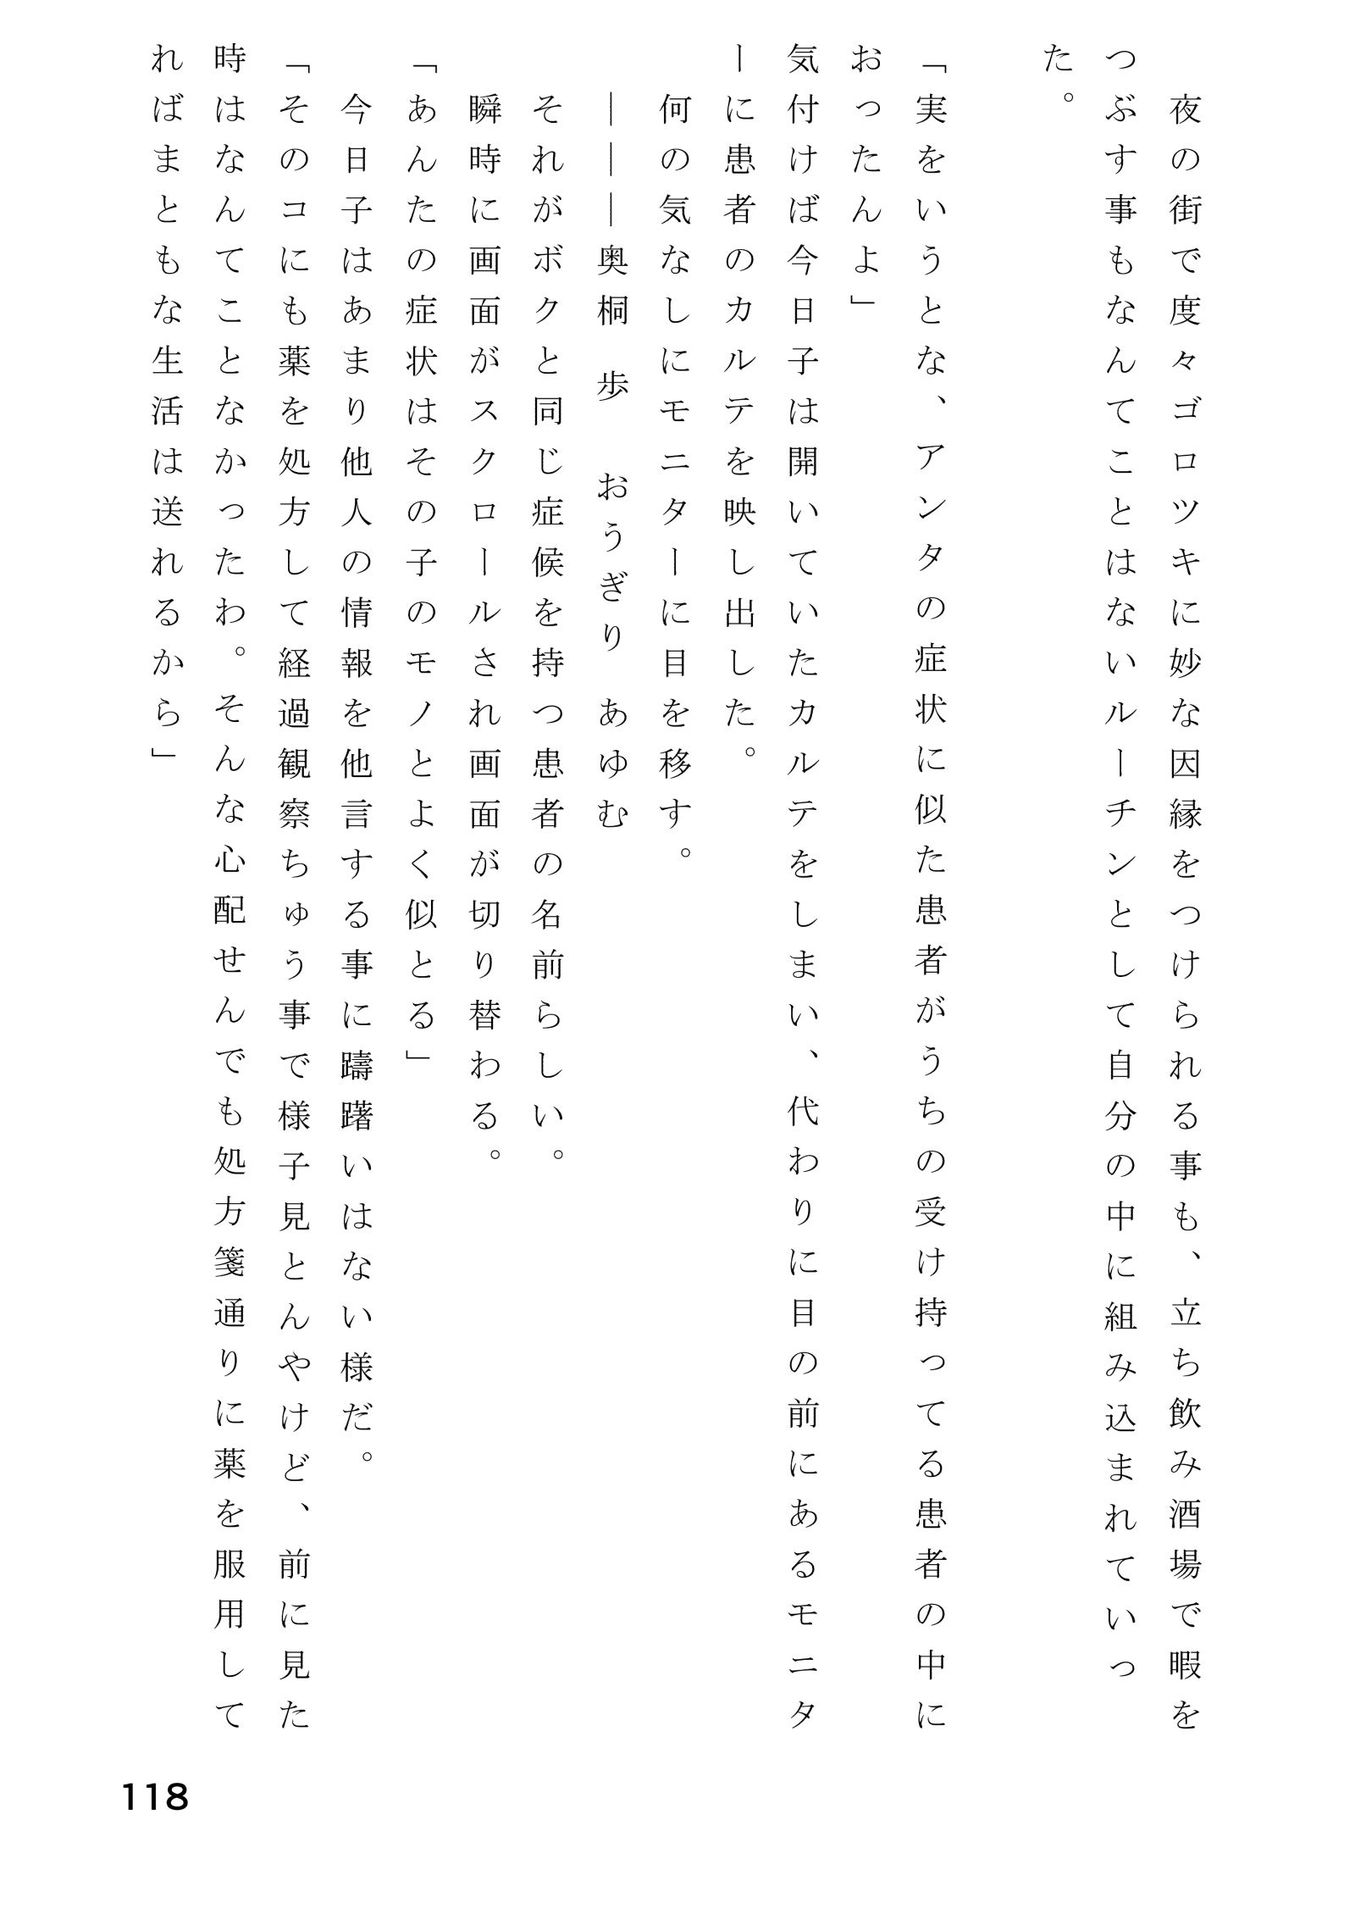 夜の街で度々ゴロツキに妙な因縁をつけられる事も、立ち飲み酒場で暇を
つぶす事もなんてことはないルーチンとして自分の中に組み込まれていっ
た。
「実をいうとな、アンタの症状に似た患者がうちの受け持ってる患者の中に
おったんよ」
気付けば今日子は開いていたカルテをしまい、代わりに目の前にあるモニタ
ーに患者のカルテを映し出した。
　何の気なしにモニターに目を移す。
　―――奥桐　歩　おうぎり　あゆむ
　それがボクと同じ症候を持つ患者の名前らしい。
　瞬時に画面がスクロールされ画面が切り替わる。
「あんたの症状はその子のモノとよく似とる」
　今日子はあまり他人の情報を他言する事に躊躇いはない様だ。
「そのコにも薬を処方して経過観察ちゅう事で様子見とんやけど、前に見た
時はなんてことなかったわ。そんな心配せんでも処方箋通りに薬を服用して
ればまともな生活は送れるから」
118